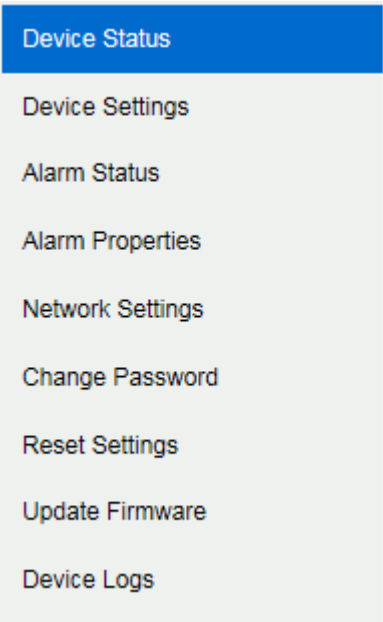 Device Status
Device Settings
Alarm Status
Alarm Properties
Network Settings
Change Password
Reset Settings
Update Firmware
Device Logs